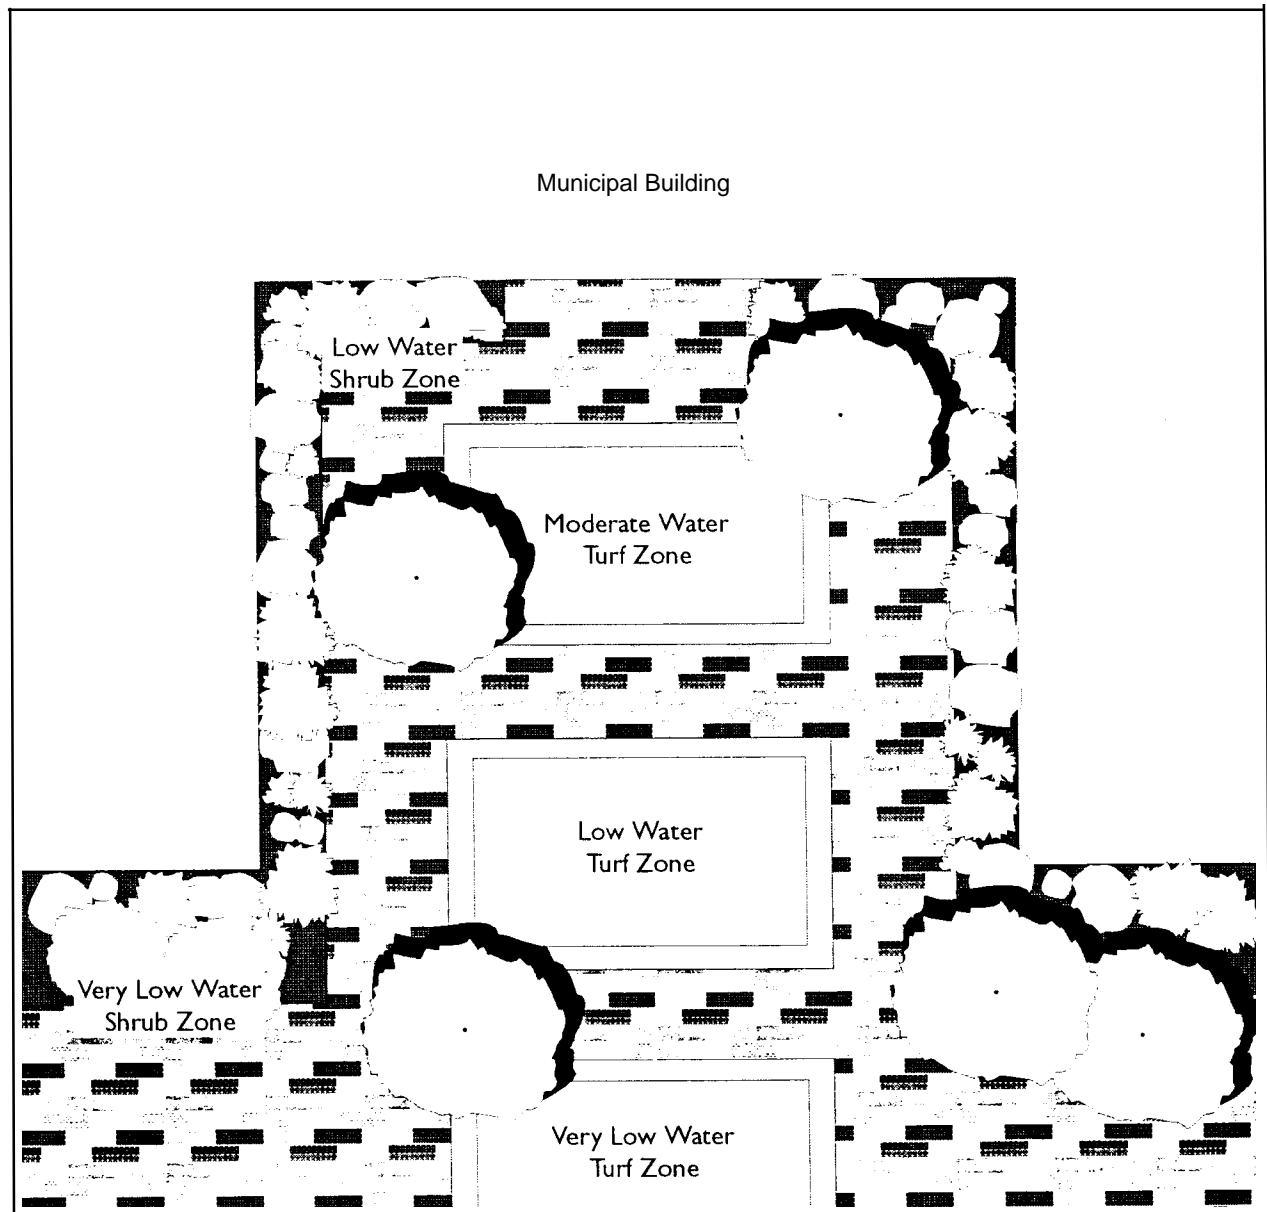 Municipal Building
Low Water
Shrub Zone
Moderate Water
Turf Zone
Low Water
Turf Zone
Very Low Water
Shrub Zone
Very Low Water
Turf Zone